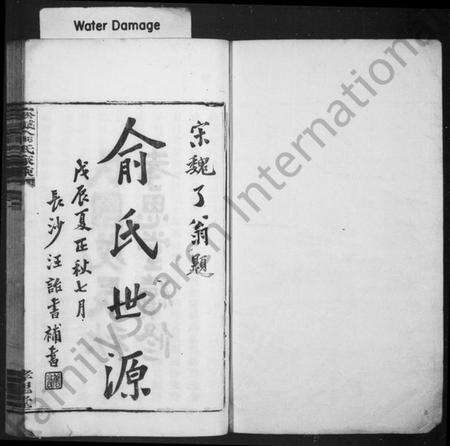 Water Damage
宋魏了翁題
俞氏世源
戊辰夏正秋七月
長沙汪詒書補書
FamilySearch International